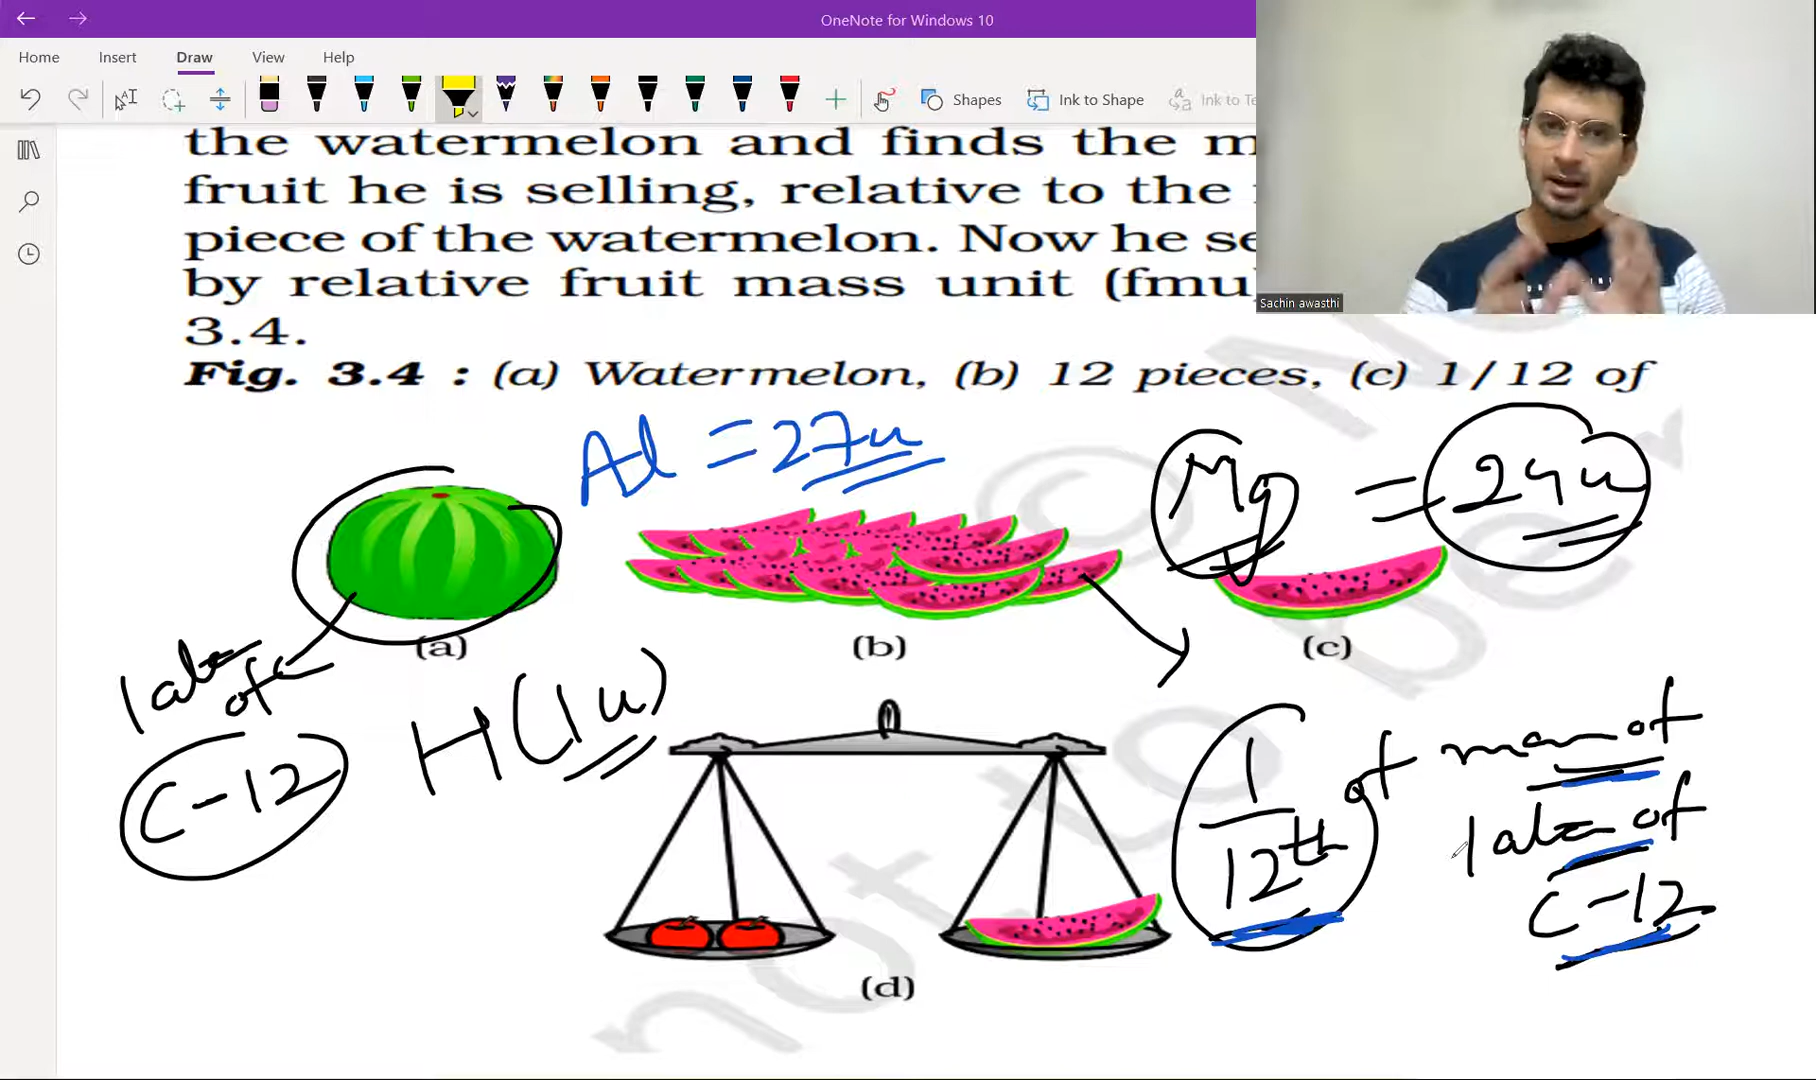 OneNote for Windows 10
Home Insert Draw View Help
Shapes Ink to Shape Ink to Te
the watermelon and finds the m
fruit he is selling, relative to the
piece of the watermelon. Now he se
by relative fruit mass unit (fmu
3.4.
Sachin awasthi
Fig. 3.4 : (a) Watermelon, (b) 12 pieces, (c) 1/12 of
Al = 27u
Mg = 24u
(a) (b) (c)
of
C-12
H (1u)
1
12th
of mass of
1 of
C-12
(d)